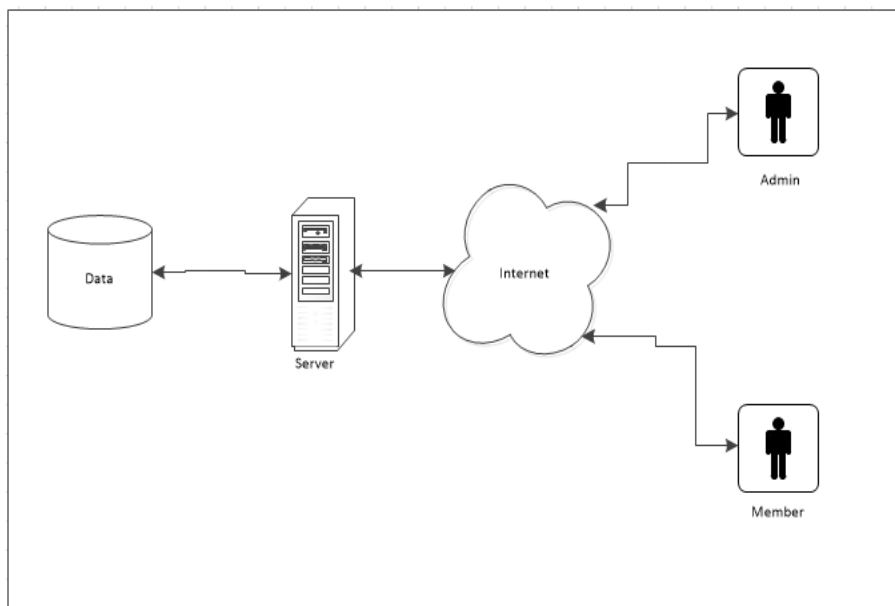 Admin
Data
Internet
Server
Member